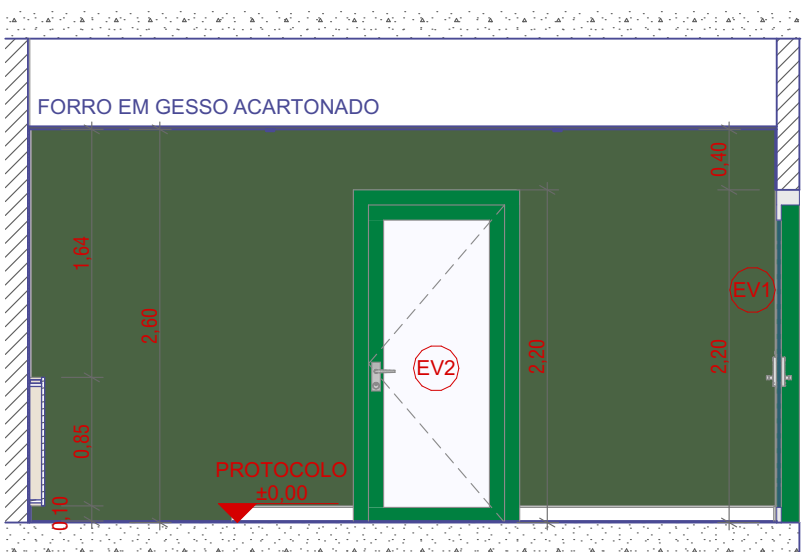 FORRO EM GESSO ACARTONADO
0,40
1,64
2,60
EV1
2,20
2,20
EV2
0,85
PROTOCOLO
±0,00
0,10